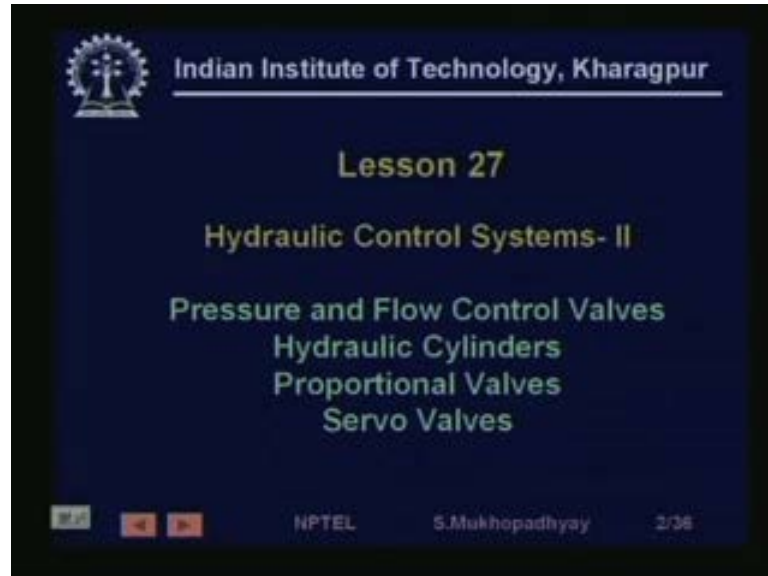 Indian Institute of Technology, Kharagpur
Lesson 27
Hydraulic Control Systems- II
Pressure and Flow Control Valves
Hydraulic Cylinders
Proportional Valves
Servo Valves
NPTEL S.Mukhopadhyay 2/36